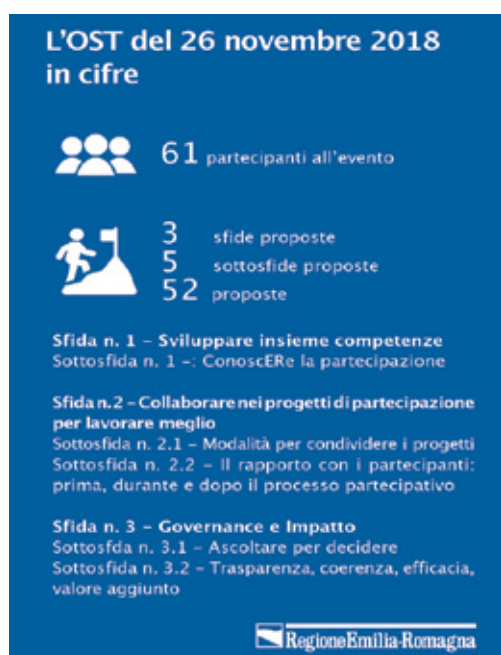 L'OST del 26 novembre 2018
in cifre
61 partecipanti all'evento
3 sfide proposte
5 sottosfide proposte
52 proposte
Sfida n. 1 – Sviluppare insieme competenze
Sottosfida n. 1 –: ConoscERe la partecipazione
Sfida n.2 – Collaborare nei progetti di partecipazione
per lavorare meglio
Sottosfida n. 2.1 – Modalità per condividere i progetti
Sottosfida n. 2.2 – Il rapporto con i partecipanti:
prima, durante e dopo il processo partecipativo
Sfida n. 3 – Governance e Impatto
Sottosfda n. 3.1 – Ascoltare per decidere
Sottosfida n. 3.2 – Trasparenza, coerenza, efficacia,
valore aggiunto
RegioneEmilia-Romagna